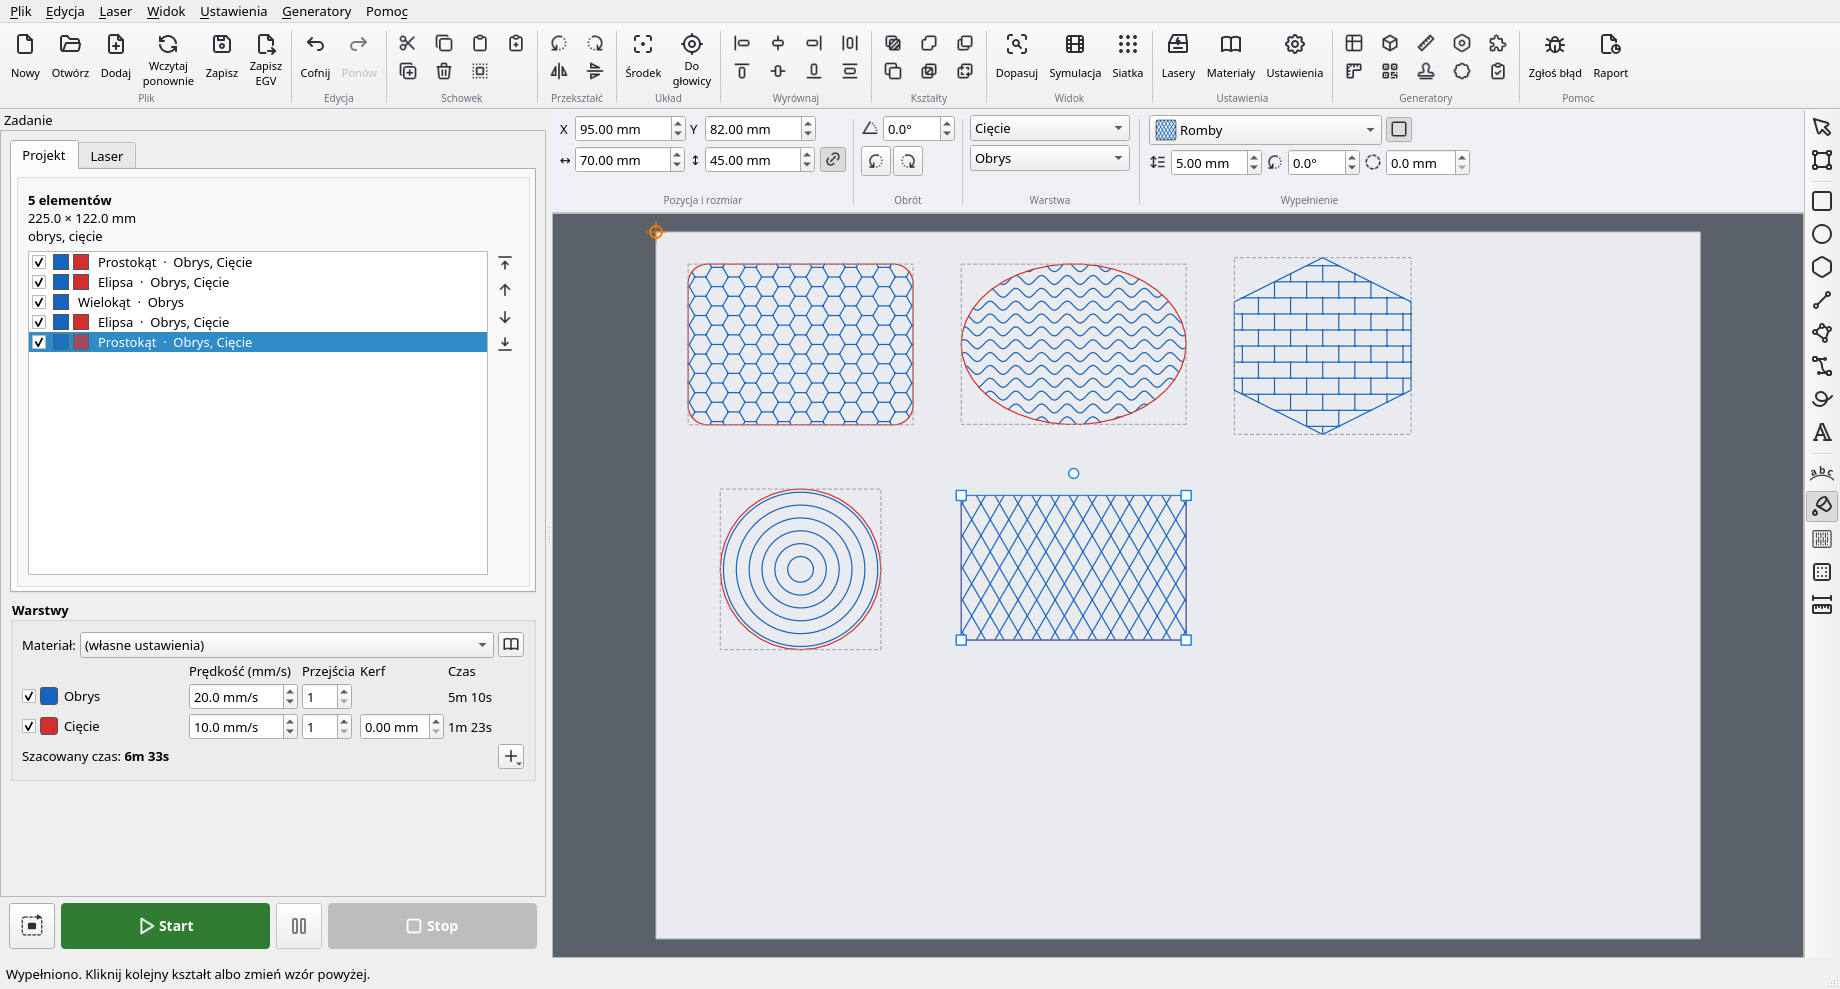 Plik Edycja Laser Widok Ustawienia Generatory Pomoc
Nowy Otwórz Dodaj Wczytaj ponownie Zapisz Zapisz EGV Cofnij Ponów Środek Do głowicy Dopasuj Symulacja Siatka Lasery Materiały Ustawienia Zgłoś błąd Raport
Plik Edycja Schowek Przekształć Układ Wyrównaj Kształty Widok Ustawienia Generatory Pomoc
Zadanie
Projekt Laser
5 elementów
225.0 × 122.0 mm
obrys, cięcie
Prostokąt · Obrys, Cięcie
Elipsa · Obrys, Cięcie
Wielokąt · Obrys
Elipsa · Obrys, Cięcie
Prostokąt · Obrys, Cięcie
Warstwy
Materiał: (własne ustawienia)
Prędkość (mm/s) Przejścia Kerf Czas
Obrys 20.0 mm/s 1 5m 10s
Cięcie 10.0 mm/s 1 0.00 mm 1m 23s
Szacowany czas: 6m 33s
Start Stop
Wypełniono. Kliknij kolejny kształt albo zmień wzór powyżej.
X 95.00 mm Y 82.00 mm 0.0° Cięcie Romby
70.00 mm 45.00 mm Obrys 5.00 mm 0.0° 0.0 mm
Pozycja i rozmiar Obrót Warstwa Wypełnienie
A
abc